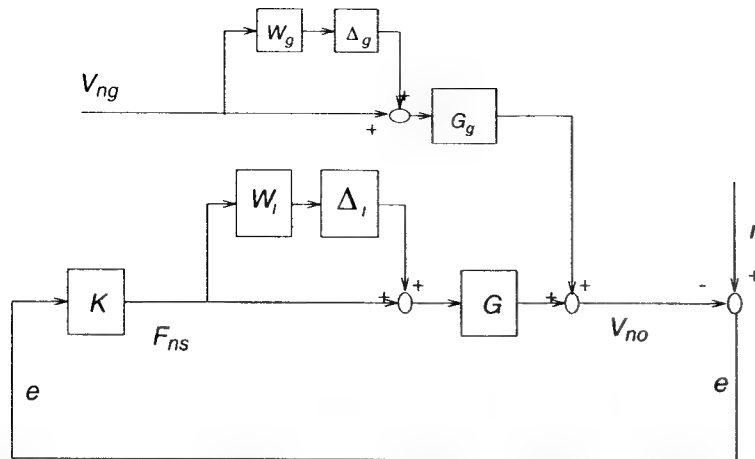 W_g Δ_g
V_ng
+
+
G_g
W_I Δ_I
r
+
+
+
-
K
+
G
+
F_ns
V_no
e
e